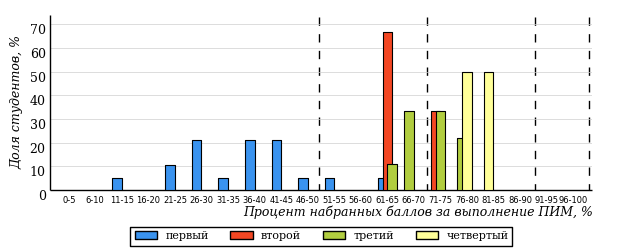 Доля студентов, %
70
60
50
40
30
20
10
0
0-5 6-10 11-15 16-20 21-25 26-30 31-35 36-40 41-45 46-50 51-55 56-60 61-65 66-70 71-75 76-80 81-85 86-90 91-95 96-100
Процент набранных баллов за выполнение ПИМ, %
первый второй третий четвертый